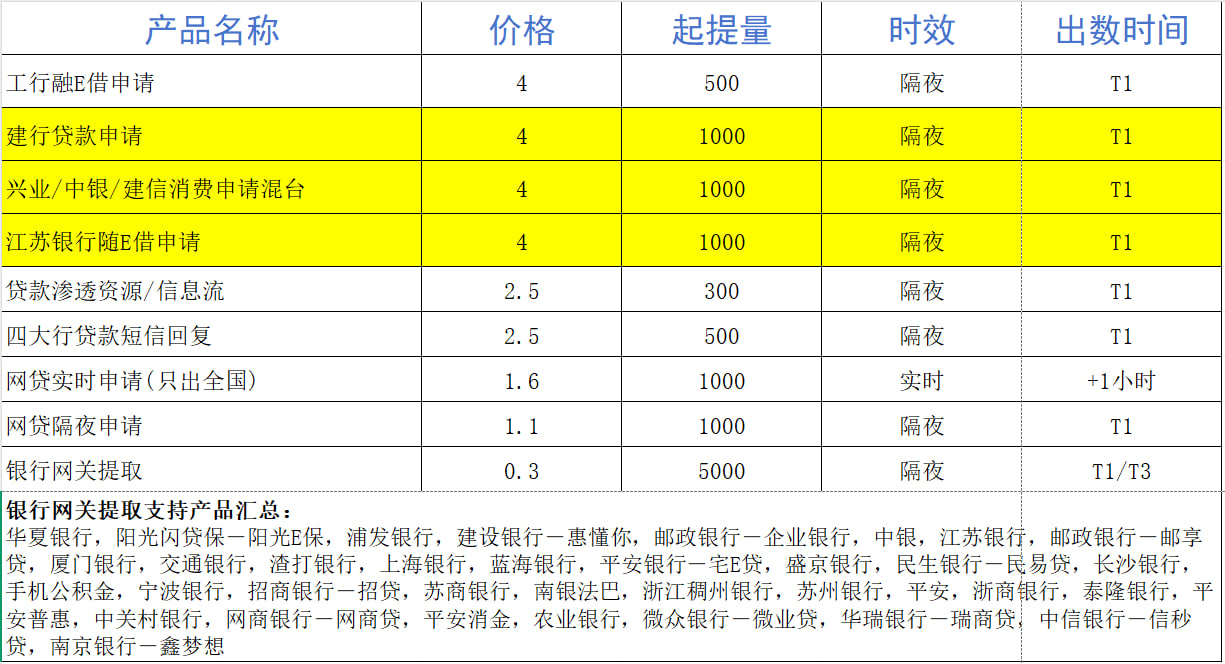 产品名称 价格 起提量 时效 出数时间
工行融E借申请 4 500 隔夜 T1
建行贷款申请 4 1000 隔夜 T1
兴业/中银/建信消费申请混台 4 1000 隔夜 T1
江苏银行随E借申请 4 1000 隔夜 T1
贷款渗透资源/信息流 2.5 300 隔夜 T1
四大行贷款短信回复 2.5 500 隔夜 T1
网贷实时申请(只出全国) 1.6 1000 实时 +1小时
网贷隔夜申请 1.1 1000 隔夜 T1
银行网关提取 0.3 5000 隔夜 T1/T3
银行网关提取支持产品汇总：
华夏银行，阳光闪贷保－阳光E保，浦发银行，建设银行－惠懂你，邮政银行－企业银行，中银，江苏银行，邮政银行－邮享
贷，厦门银行，交通银行，渣打银行，上海银行，蓝海银行，平安银行－宅E贷，盛京银行，民生银行－民易贷，长沙银行，
手机公积金，宁波银行，招商银行－招贷，苏商银行，南银法巴，浙江稠州银行，苏州银行，平安，浙商银行，泰隆银行，平
安普惠，中关村银行，网商银行－网商贷，平安消金，农业银行，微众银行－微业贷，华瑞银行－瑞商贷，中信银行－信秒
贷，南京银行－鑫梦想